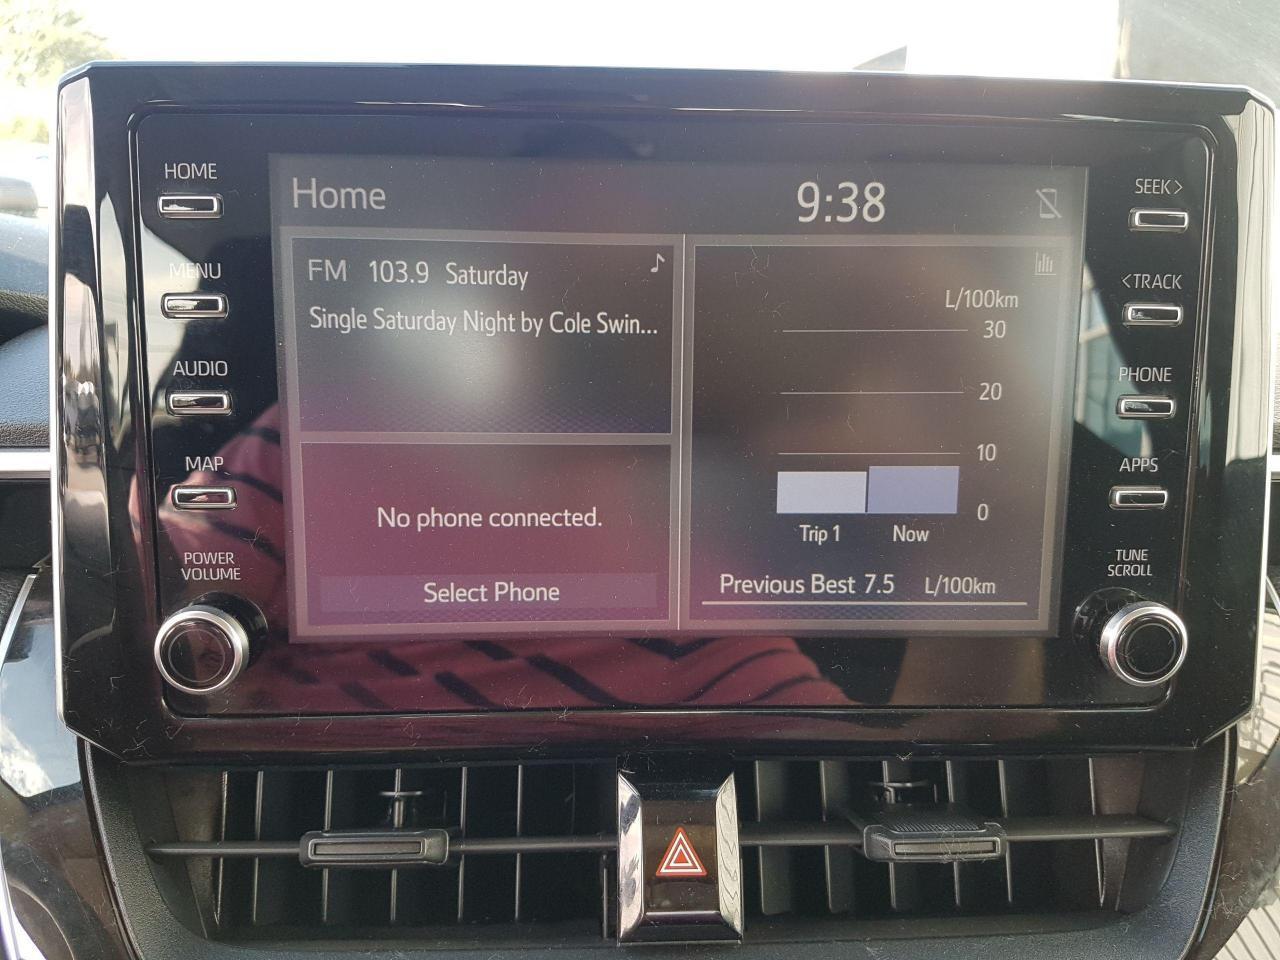 HOME
MENU
AUDIO
MAP
POWER
VOLUME
Home
9:38
FM 103.9 Saturday
Single Saturday Night by Cole Swin...
No phone connected.
Select Phone
L/100km
30
20
10
0
Trip 1
Now
Previous Best 7.5 L/100km
SEEK>
<TRACK
PHONE
APPS
TUNE
SCROLL